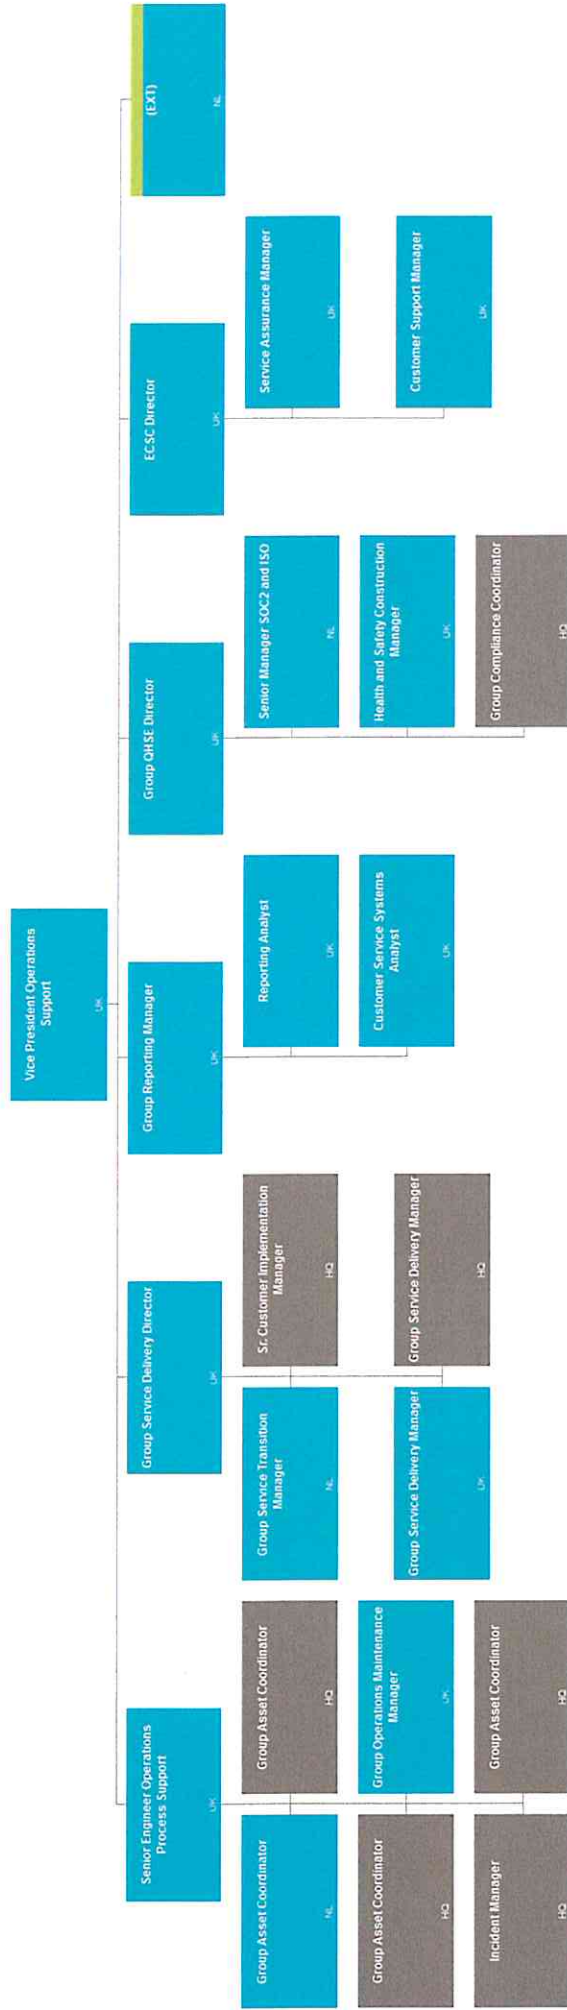 Vice President Operations
Support
UK
Senior Engineer Operations
Process Support
UK
Group Asset Coordinator
NL
Group Asset Coordinator
HQ
Group Asset Coordinator
HQ
Group Operations Maintenance
Manager
UK
Incident Manager
HQ
Group Asset Coordinator
HQ
Group Service Delivery Director
UK
Group Service Transition
Manager
NL
Sr. Customer Implementation
Manager
HQ
Group Service Delivery Manager
UK
Group Service Delivery Manager
HQ
Group Reporting Manager
UK
Reporting Analyst
UK
Customer Service Systems
Analyst
UK
Group QHSE Director
UK
Senior Manager SOC2 and ISO
NL
Health and Safety Construction
Manager
UK
Group Compliance Coordinator
HQ
ECSC Director
UK
Service Assurance Manager
UK
Customer Support Manager
UK
(EXT)
NL